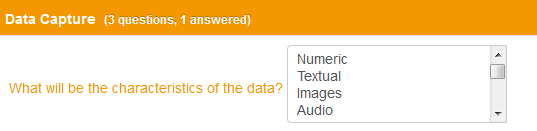 Data Capture (3 questions, 1 answered)
Numeric
Textual
What will be the characteristics of the data?
Images
Audio